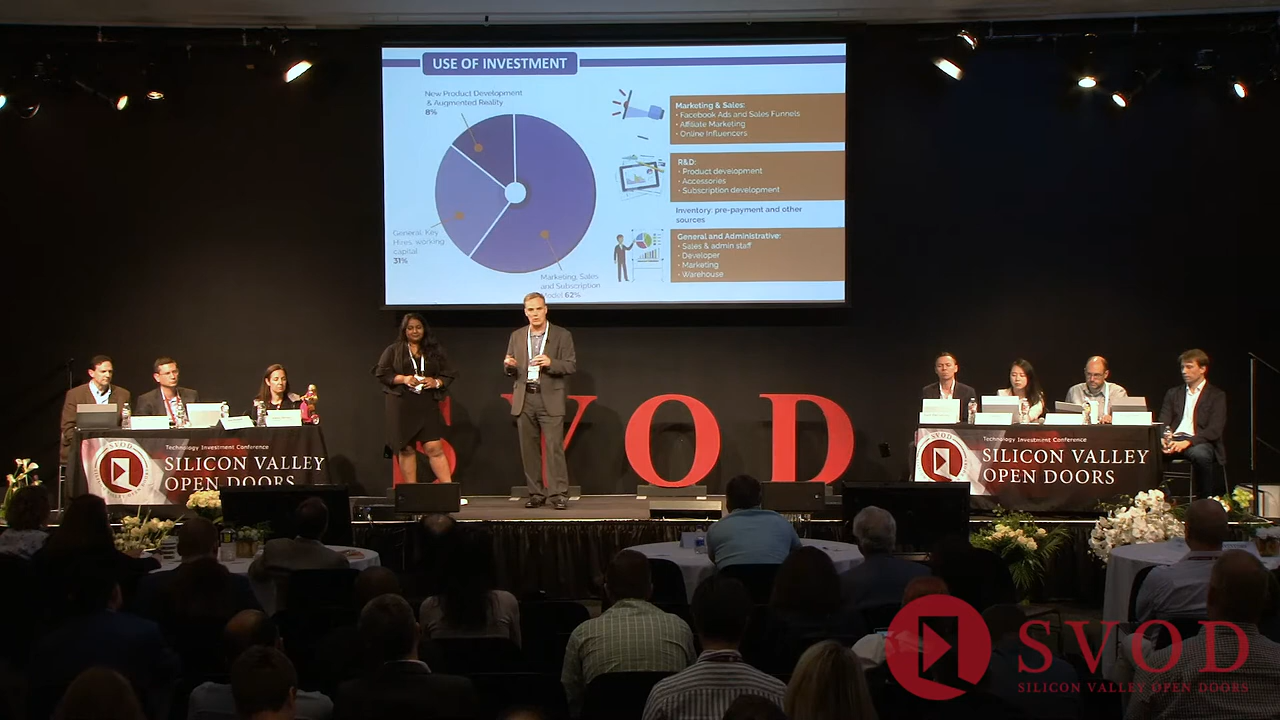 USE OF INVESTMENT
New Product Development
& Augmented Reality
8%
General: Key
Hires, working
capital
31%
Marketing, Sales
and Subscription
Model 62%
Marketing & Sales:
• Facebook Ads and Sales Funnels
• Affiliate Marketing
• Online Influencers
R&D:
• Product development
• Accessories
• Subscription development
Inventory: pre-payment and other
sources
General and Administrative:
• Sales & admin staff
• Developer
• Marketing
• Warehouse
SVOD
SVOD
Technology Investment Conference
SILICON VALLEY
OPEN DOORS
SVOD
Technology Investment Conference
SILICON VALLEY
OPEN DOORS
SVOD
SILICON VALLEY OPEN DOORS